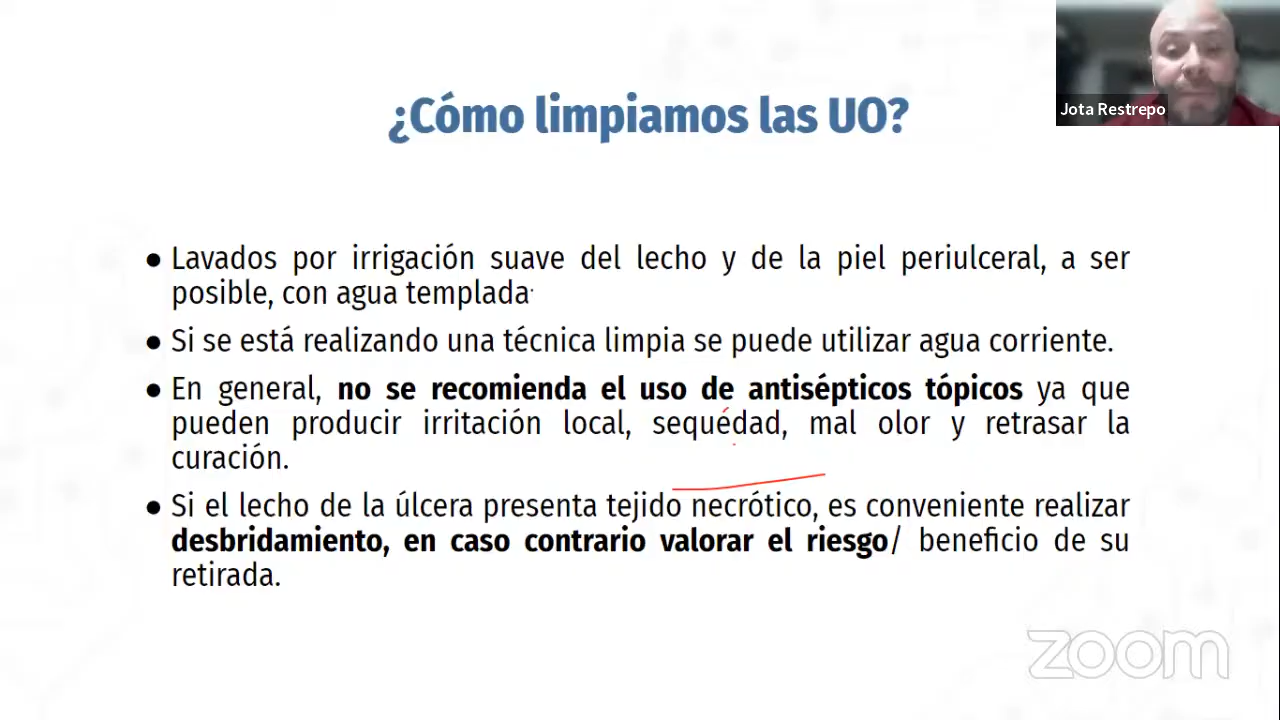 Jota Restrepo
¿Cómo limpiamos las UO?
● Lavados por irrigación suave del lecho y de la piel periulceral, a ser
posible, con agua templada
● Si se está realizando una técnica limpia se puede utilizar agua corriente.
● En general, no se recomienda el uso de antisépticos tópicos ya que
pueden producir irritación local, sequedad, mal olor y retrasar la
curación.
● Si el lecho de la úlcera presenta tejido necrótico, es conveniente realizar
desbridamiento, en caso contrario valorar el riesgo/ beneficio de su
retirada.
zoom